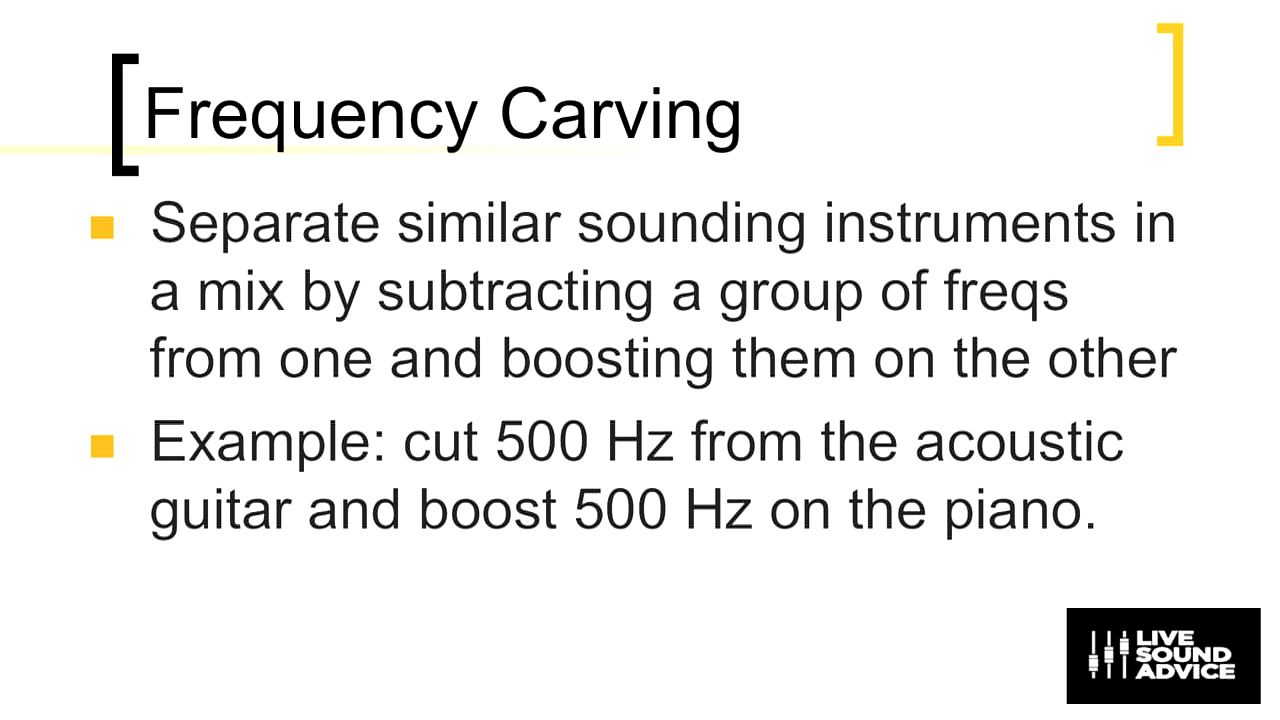 Frequency Carving
Separate similar sounding instruments in
a mix by subtracting a group of freqs
from one and boosting them on the other
Example: cut 500 Hz from the acoustic
guitar and boost 500 Hz on the piano.
LIVE
SOUND
ADVICE